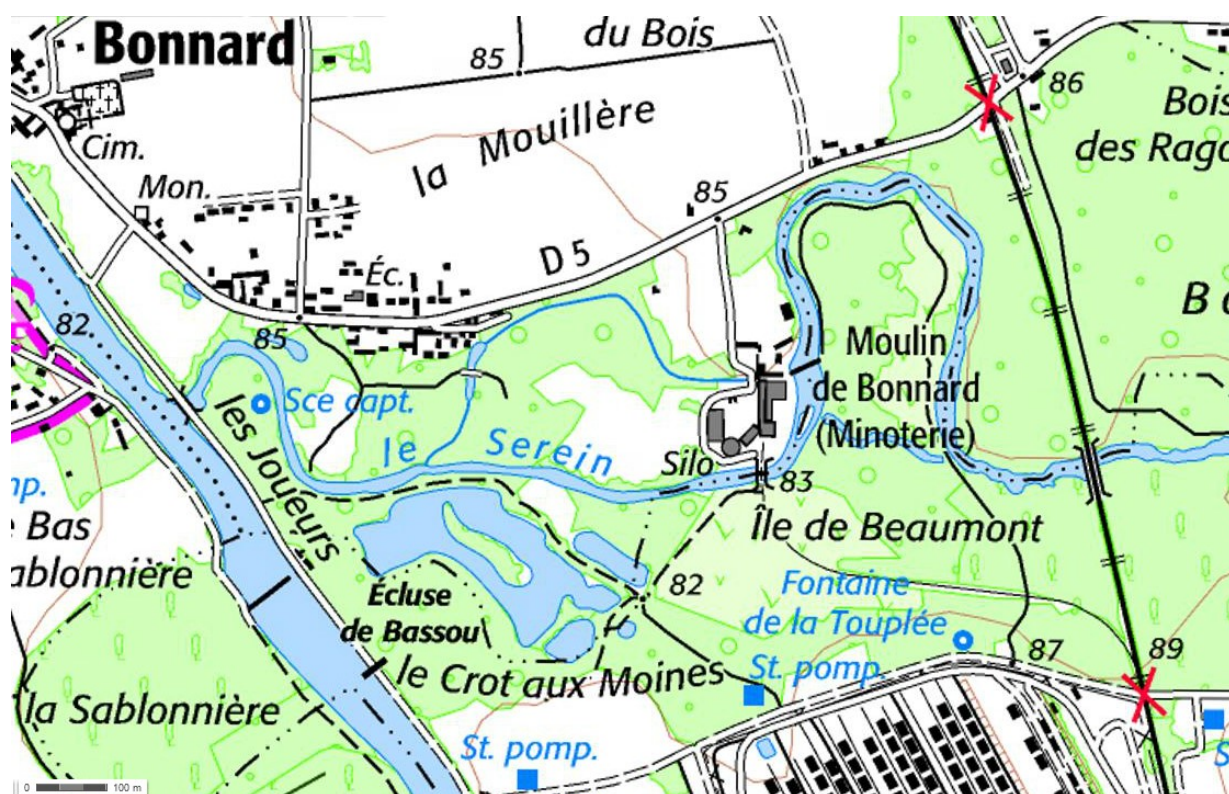 Bonnard
du Bois
85
86
Bois
des Rago
Cim.
la Mouillère
Mon.
85
D 5
Éc.
B
82
85
Moulin
de Bonnard
(Minoterie)
Sce capt.
les Joueurs
le Serein
Silo
83
mp.
Bas
ablonnière
Île de Beaumont
Écluse
de Bassou
82
Fontaine
de la Touplée
St. pomp.
87
89
le Crot aux Moines
la Sablonnière
St. pomp.
S
0 100 m